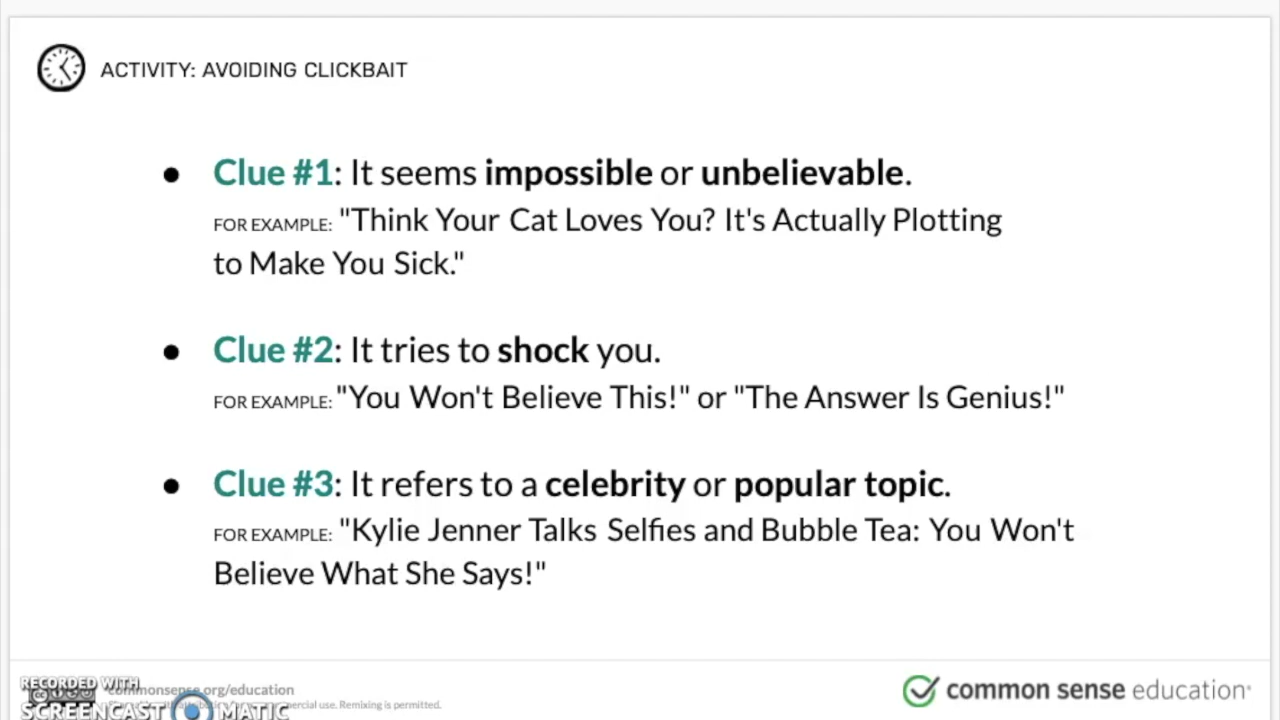 ACTIVITY: AVOIDING CLICKBAIT
● Clue #1: It seems impossible or unbelievable.
FOR EXAMPLE: "Think Your Cat Loves You? It's Actually Plotting
to Make You Sick."
● Clue #2: It tries to shock you.
FOR EXAMPLE: "You Won't Believe This!" or "The Answer Is Genius!"
● Clue #3: It refers to a celebrity or popular topic.
FOR EXAMPLE: "Kylie Jenner Talks Selfies and Bubble Tea: You Won't
Believe What She Says!"
RECORDED WITH
commonsense.org/education
use. Remixing is permitted.
SCREENCAST MATIC
common sense education